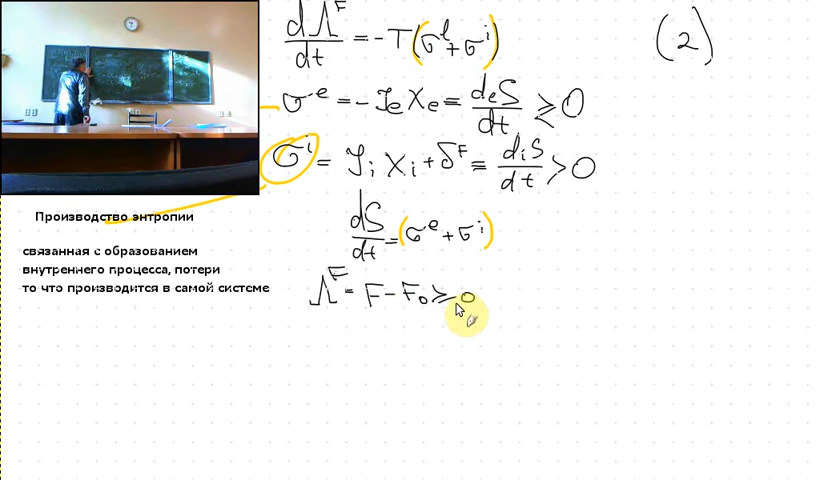 dΛ^F/dt = -T(σ^e + σ^i) (2)
σ^e = -J_e X_e = d_eS/dt ⩾ 0
σ^i = J_i X_i + δ^F ≡ d_iS/dt > 0
Производство энтропии
dS/dt = (σ^e + σ^i)
связанная с образованием
внутреннего процесса, потери
то что производится в самой системе
Λ^F = F - F_0 ⩾ 0